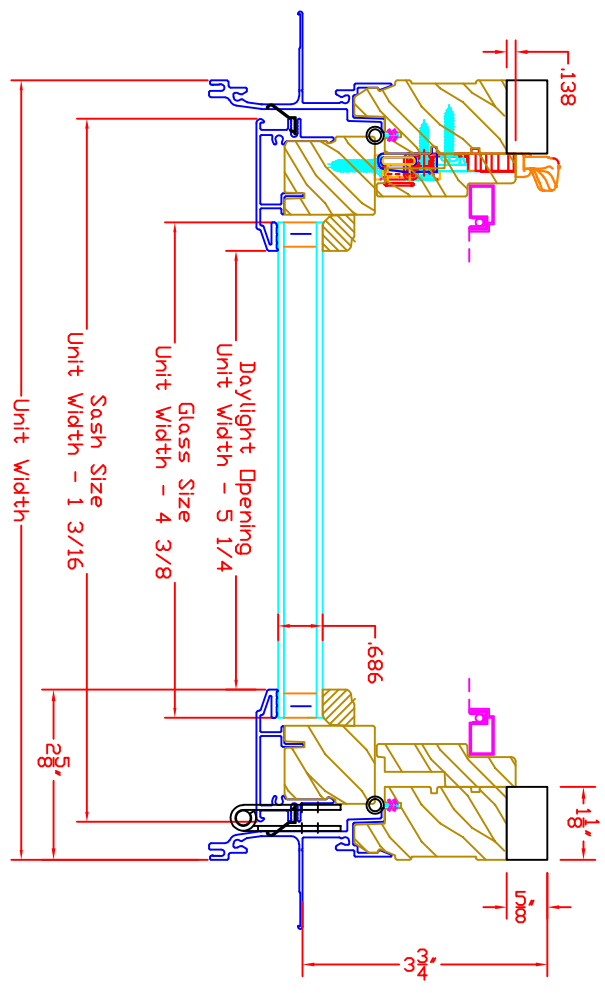 .138
Daylight Opening
Unit Width - 5 1/4
Glass Size
Unit Width - 4 3/8
Sash Size
Unit Width - 1 3/16
Unit Width
.686
2 5/8"
1 1/8"
5/8"
3 3/4"